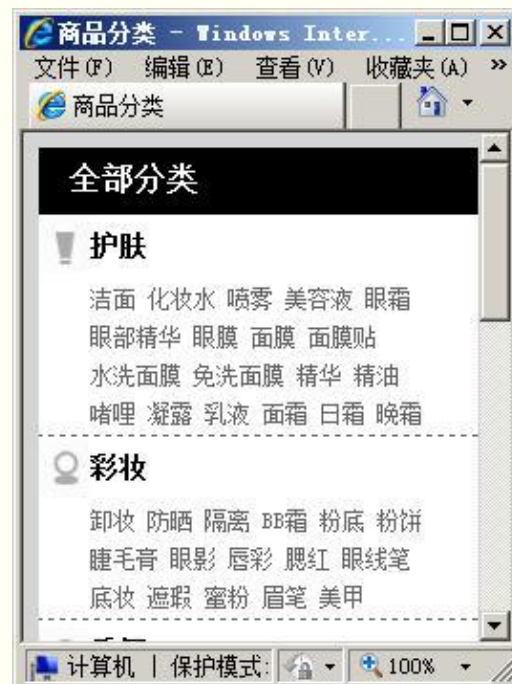 商品分类 - Windows Inter...
文件(F) 编辑(E) 查看(V) 收藏夹(A) »
商品分类
全部分类
护肤
洁面 化妆水 喷雾 美容液 眼霜
眼部精华 眼膜 面膜 面膜贴
水洗面膜 免洗面膜 精华 精油
啫哩 凝露 乳液 面霜 日霜 晚霜
彩妆
卸妆 防晒 隔离 BB霜 粉底 粉饼
睫毛膏 眼影 唇彩 腮红 眼线笔
底妆 遮瑕 蜜粉 眉笔 美甲
计算机 | 保护模式: 100%